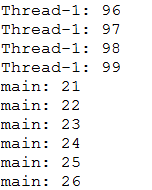 Thread-1: 96
Thread-1: 97
Thread-1: 98
Thread-1: 99
main: 21
main: 22
main: 23
main: 24
main: 25
main: 26